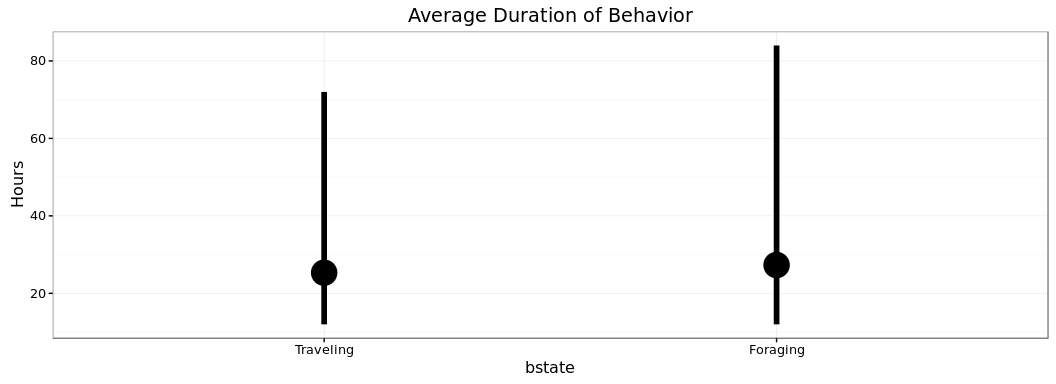 Average Duration of Behavior
Hours
80
60
40
20
Traveling
Foraging
bstate